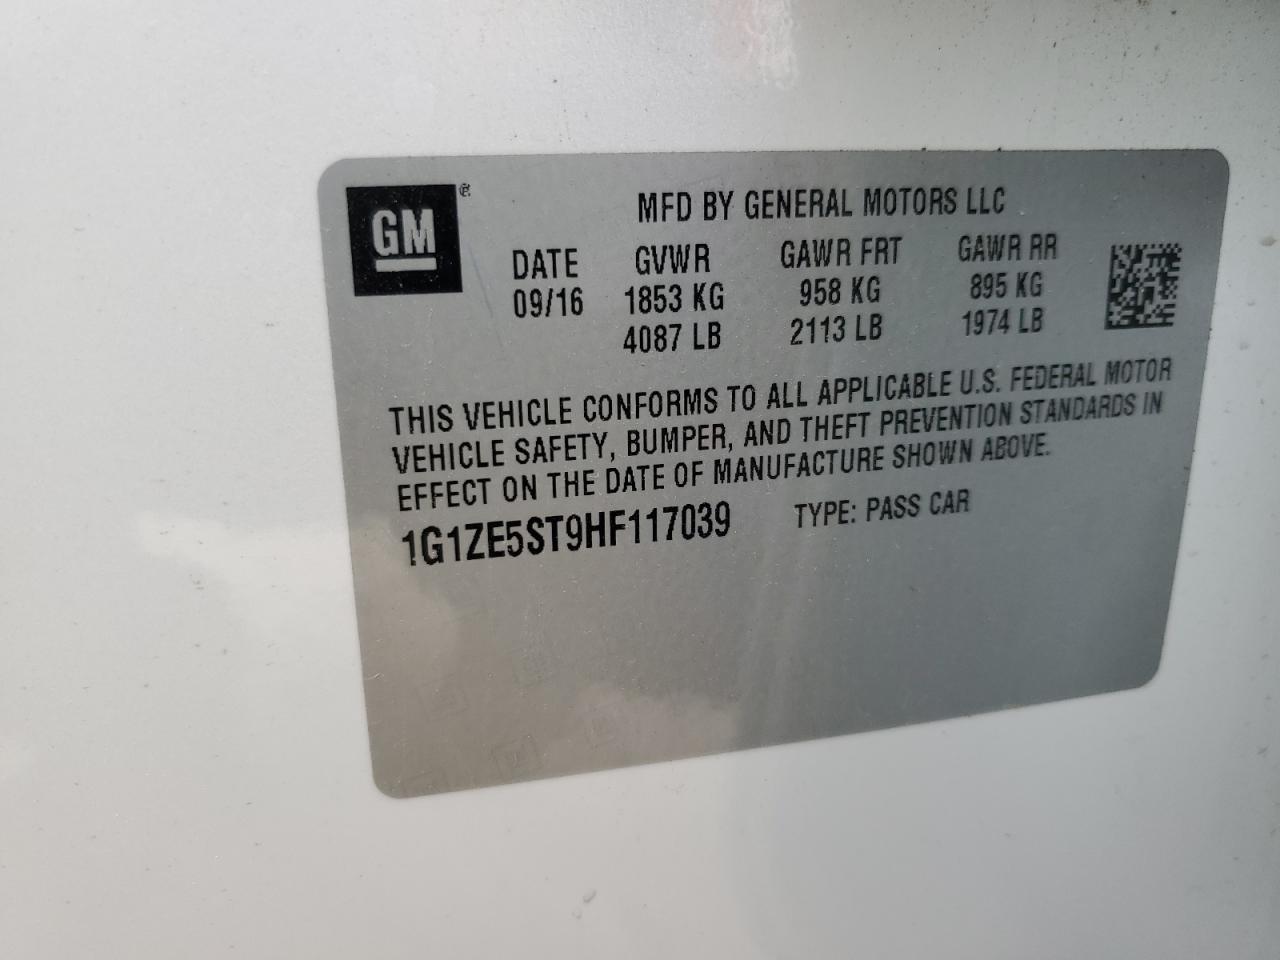 GM®
MFD BY GENERAL MOTORS LLC
DATE GVWR GAWR FRT GAWR RR
09/16 1853 KG 958 KG 895 KG
4087 LB 2113 LB 1974 LB
THIS VEHICLE CONFORMS TO ALL APPLICABLE U.S. FEDERAL MOTOR
VEHICLE SAFETY, BUMPER, AND THEFT PREVENTION STANDARDS IN
EFFECT ON THE DATE OF MANUFACTURE SHOWN ABOVE.
1G1ZE5ST9HF117039 TYPE: PASS CAR